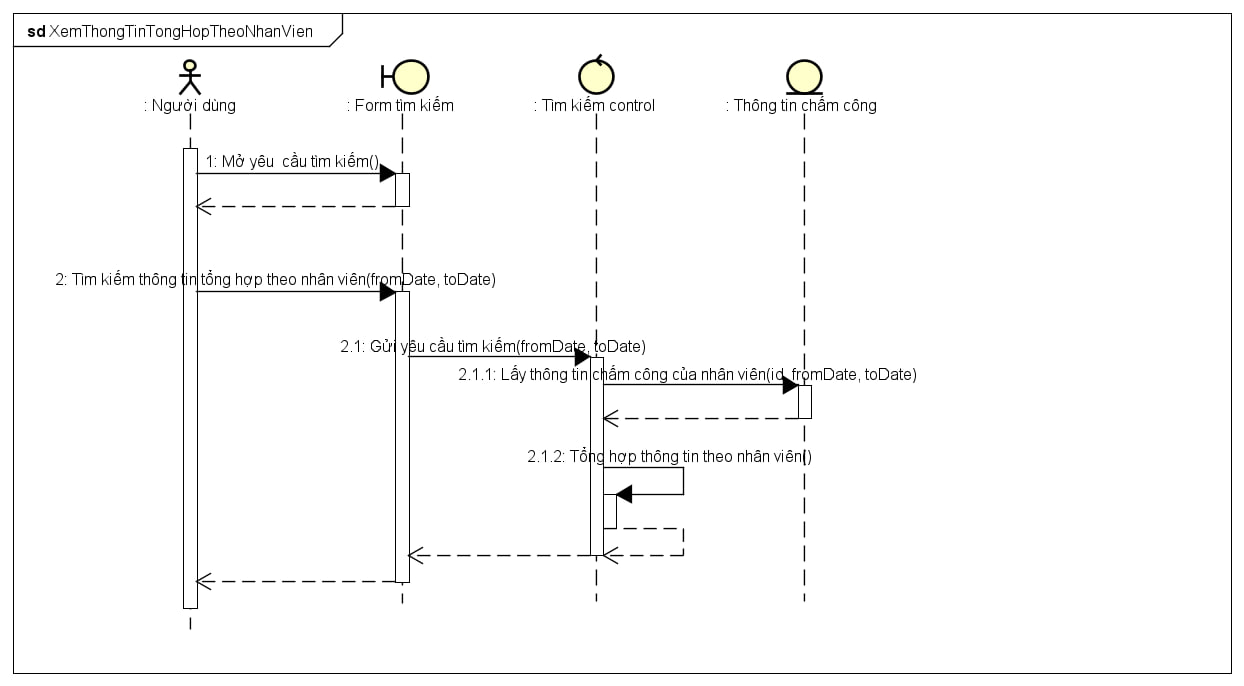 sd XemThongTinTongHopTheoNhanVien
: Người dùng
: Form tìm kiếm
: Tìm kiếm control
: Thông tin chấm công
1: Mở yêu cầu tìm kiếm()
2: Tìm kiếm thông tin tổng hợp theo nhân viên(fromDate, toDate)
2.1: Gửi yêu cầu tìm kiếm(fromDate, toDate)
2.1.1: Lấy thông tin chấm công của nhân viên(id, fromDate, toDate)
2.1.2: Tổng hợp thông tin theo nhân viên()